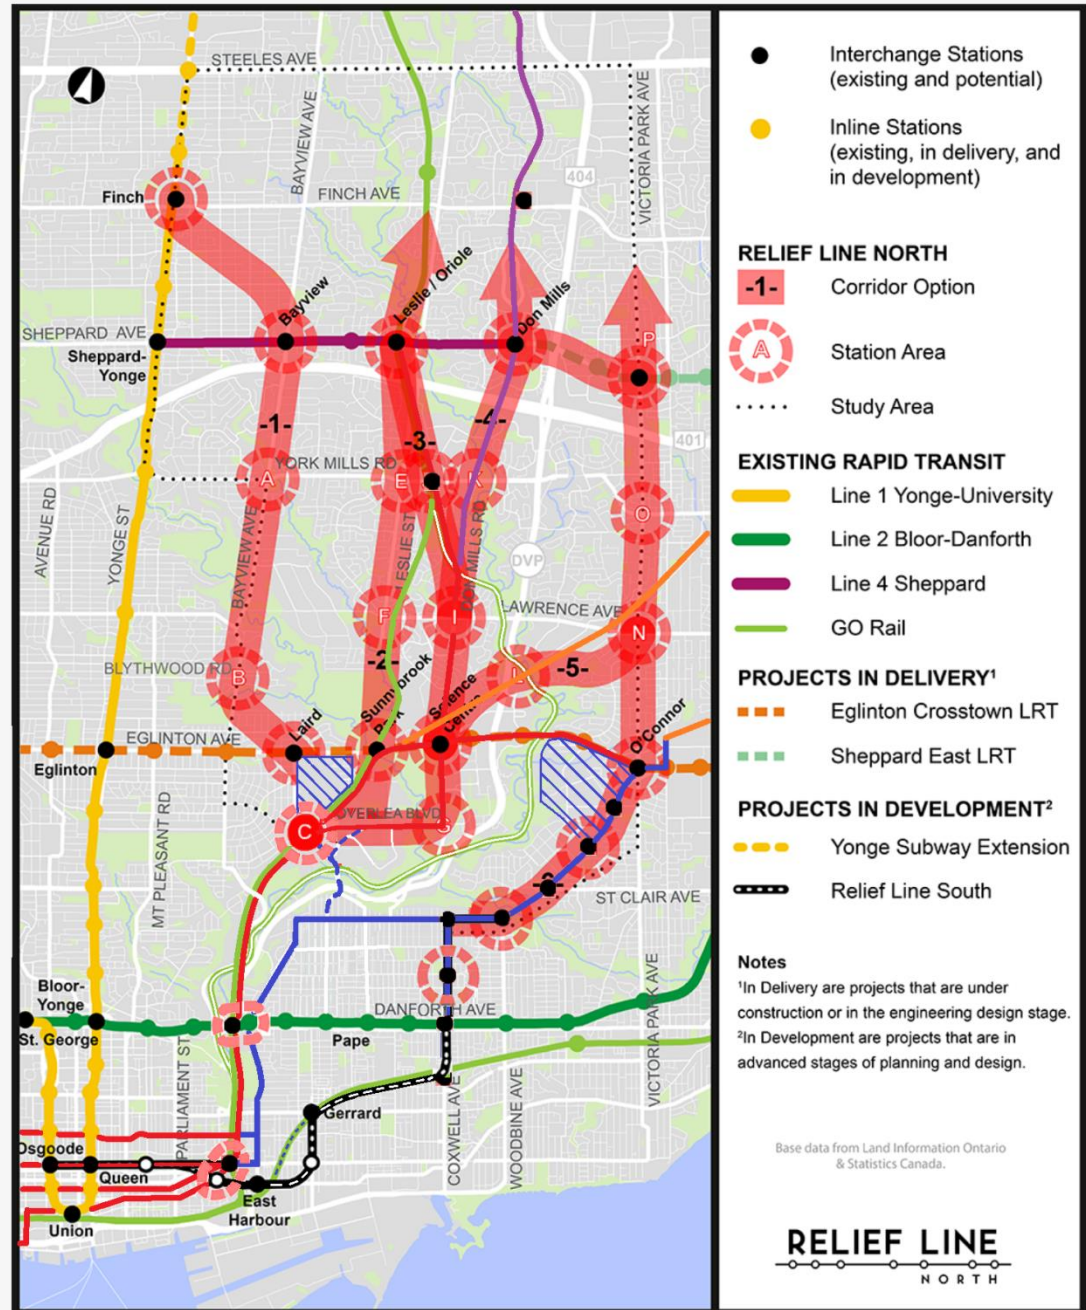 STEELES AVE
BAYVIEW AVE
VICTORIA PARK AVE
404
Finch
FINCH AVE
Leslie / Oriole
Bayview
Don Mills
SHEPPARD AVE
Sheppard-
Yonge
P
-1-
-3-
-4-
401
YORK MILLS RD
A
E
K
O
AVENUE RD
YONGE ST
BAYVIEW AVE
DON MILLS RD
DVP
F
I
LAWRENCE AVE
N
BLYTHWOOD RD
B
-2-
L
-5-
Sunnybrook
Park
Science
Laird
O'Connor
EGLINTON AVE
Eglinton
C
OVERLEA BLVD
G
MT PLEASANT RD
ST CLAIR AVE
Bloor-
Yonge
St. George
DANFORTH AVE
Pape
VICTORIA PARK AVE
PARLIAMENT ST
COXWELL AVE
WOODBINE AVE
Gerrard
Osgoode
Queen
East
Harbour
Union
Interchange Stations
(existing and potential)
Inline Stations
(existing, in delivery, and
in development)
RELIEF LINE NORTH
-1-
Corridor Option
A
Station Area
Study Area
EXISTING RAPID TRANSIT
Line 1 Yonge-University
Line 2 Bloor-Danforth
Line 4 Sheppard
GO Rail
PROJECTS IN DELIVERY¹
Eglinton Crosstown LRT
Sheppard East LRT
PROJECTS IN DEVELOPMENT²
Yonge Subway Extension
Relief Line South
Notes
¹In Delivery are projects that are under
construction or in the engineering design stage.
²In Development are projects that are in
advanced stages of planning and design.
Base data from Land Information Ontario
& Statistics Canada.
RELIEF LINE
NORTH